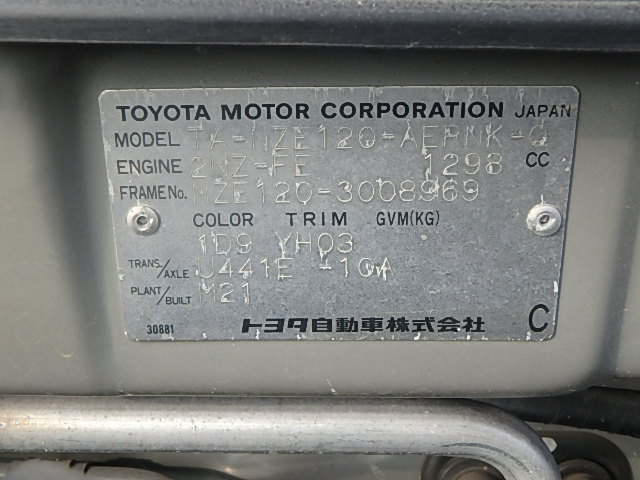 TOYOTA MOTOR CORPORATION JAPAN
MODEL TA-NZE120-AEPNK-Q
ENGINE 2NZ-FE 1298 CC
FRAME No. NZE120-3008969
COLOR TRIM GVM(KG)
1D9 YH03
TRANS./AXLE U441E -10A
PLANT/BUILT M21
30881 トヨタ自動車株式会社 C